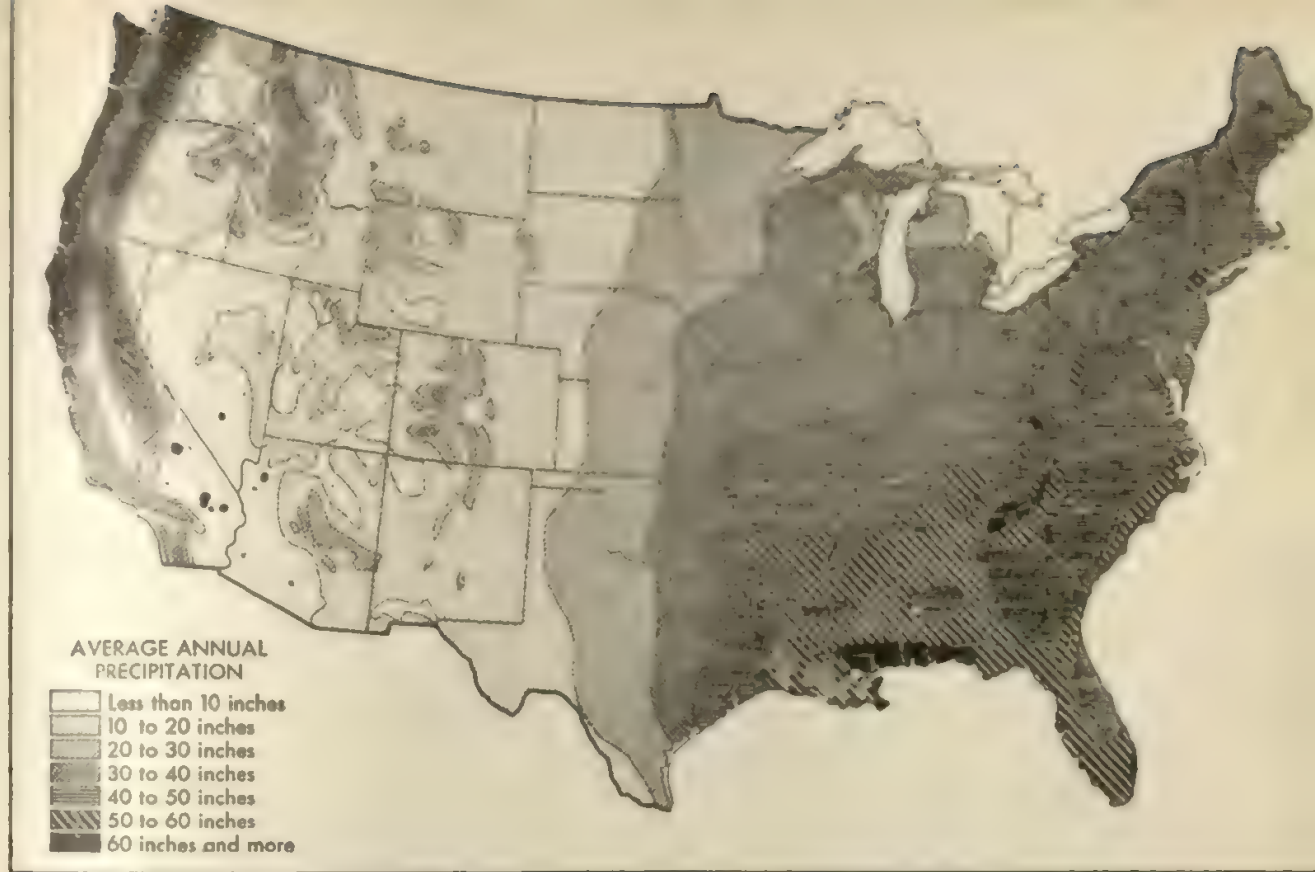 AVERAGE ANNUAL
PRECIPITATION
Less than 10 inches
10 to 20 inches
20 to 30 inches
30 to 40 inches
40 to 50 inches
50 to 60 inches
60 inches and more